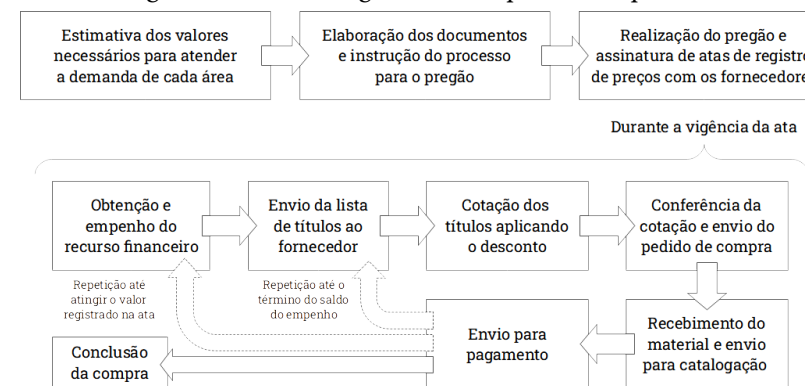 Estimativa dos valores
necessários para atender
a demanda de cada área
Elaboração dos documentos
e instrução do processo
para o pregão
Realização do pregão e
assinatura de atas de registro
de preços com os fornecedore
Durante a vigência da ata
Obtenção e
empenho do
recurso financeiro
Envio da lista
de títulos ao
fornecedor
Cotação dos
títulos aplicando
o desconto
Conferência da
cotação e envio do
pedido de compra
Repetição até
atingir o valor
registrado na ata
Repetição até o
término do saldo
do empenho
Recebimento do
material e envio
para catalogação
Envio para
pagamento
Conclusão
da compra